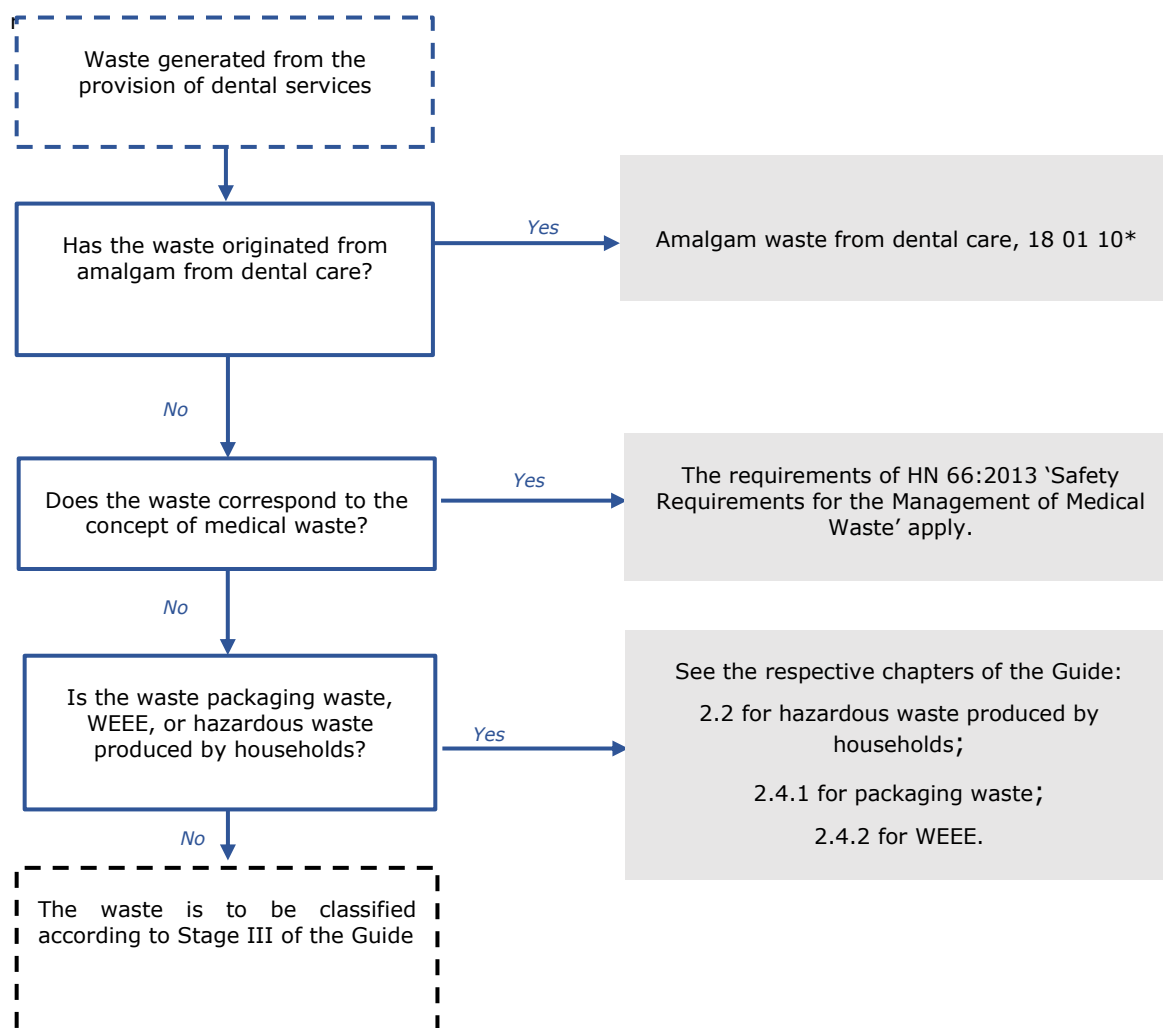 r
Waste generated from the
provision of dental services
Has the waste originated from
amalgam from dental care?
Yes
Amalgam waste from dental care, 18 01 10*
No
Does the waste correspond to the
concept of medical waste?
Yes
The requirements of HN 66:2013 ‘Safety
Requirements for the Management of Medical
Waste’ apply.
No
Is the waste packaging waste,
WEEE, or hazardous waste
produced by households?
Yes
See the respective chapters of the Guide:
2.2 for hazardous waste produced by
households;
2.4.1 for packaging waste;
2.4.2 for WEEE.
No
The waste is to be classified
according to Stage III of the Guide